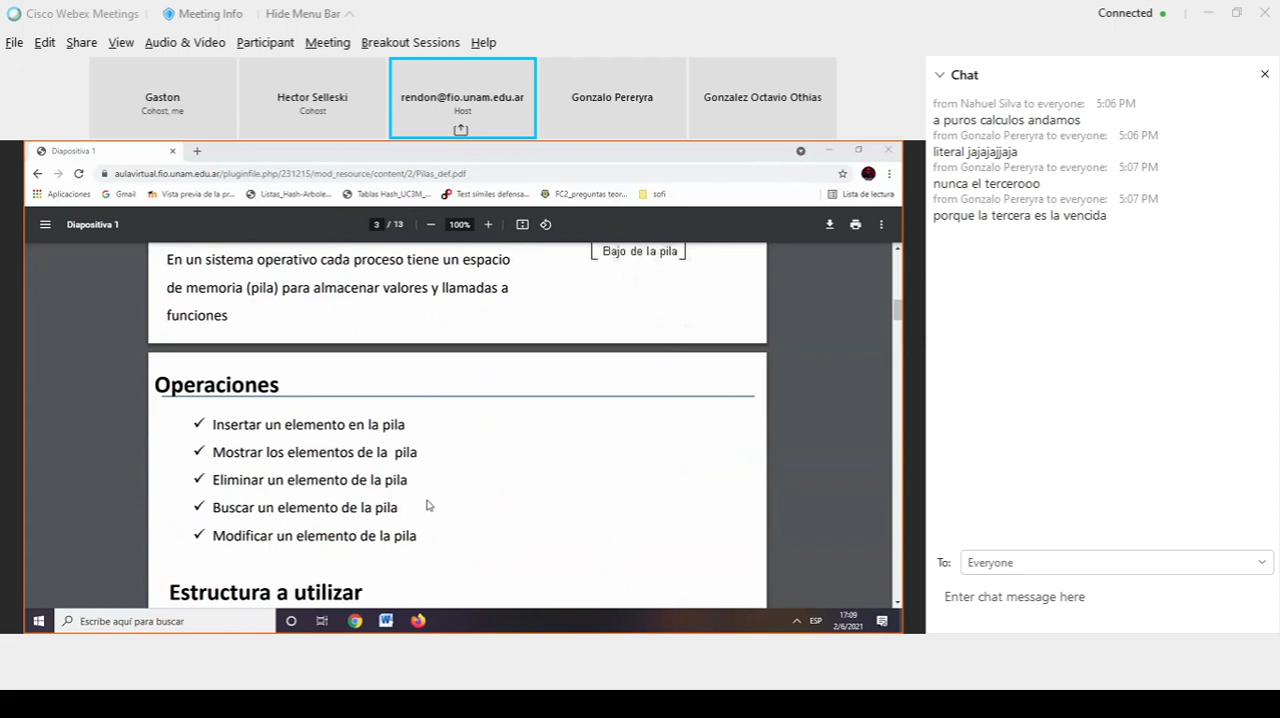 Cisco Webex Meetings
Meeting Info
Hide Menu Bar
Connected
File Edit Share View Audio & Video Participant Meeting Breakout Sessions Help
Gaston
Cohost, me
Hector Selleski
Cohost
rendon@fio.unam.edu.ar
Host
Gonzalo Pereryra
Gonzalez Octavio Othias
Diapositiva 1
aulavirtual.fio.unam.edu.ar/pluginfile.php/231215/mod_resource/content/2/Pilas_def.pdf
Aplicaciones
Gmail
Vista previa de la pr...
Listas_Hash-Arbole...
Tablas Hash_UC3M_...
Test símiles defensa...
FC2_preguntas teor...
sofi
Lista de lectura
Diapositiva 1
3 / 13
100%
Bajo de la pila
En un sistema operativo cada proceso tiene un espacio
de memoria (pila) para almacenar valores y llamadas a
funciones
Operaciones
✓ Insertar un elemento en la pila
✓ Mostrar los elementos de la pila
✓ Eliminar un elemento de la pila
✓ Buscar un elemento de la pila
✓ Modificar un elemento de la pila
Estructura a utilizar
Escribe aquí para buscar
ESP
17:09
2/6/2021
Chat
from Nahuel Silva to everyone: 5:06 PM
a puros calculos andamos
from Gonzalo Pereryra to everyone: 5:06 PM
literal jajajajjaja
from Gonzalo Pereryra to everyone: 5:07 PM
nunca el tercerooo
from Gonzalo Pereryra to everyone: 5:07 PM
porque la tercera es la vencida
To: Everyone
Enter chat message here